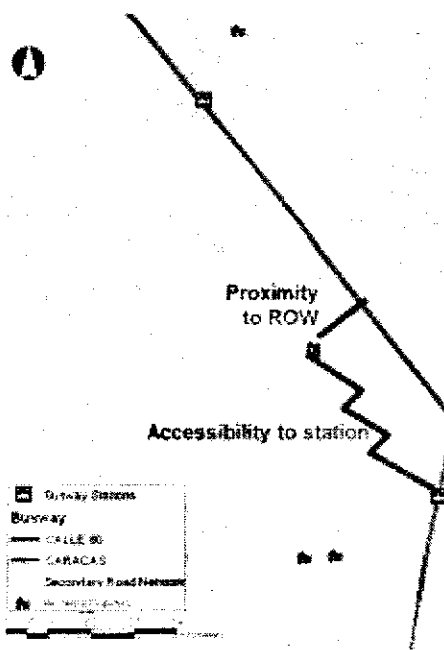 Proximity
to ROW
Accessibility to station
Busway Stations
Busway
CALLE 80
CARACAS
Secondary Road Network